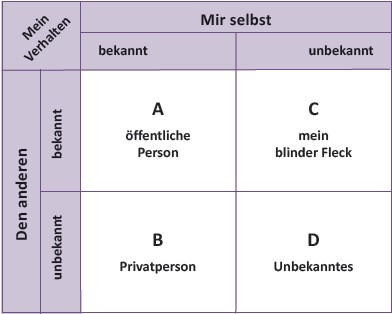 Mein
Verhalten
Mir selbst
bekannt
unbekannt
Den anderen
bekannt
A
öffentliche
Person
C
mein
blinder Fleck
unbekannt
B
Privatperson
D
Unbekanntes